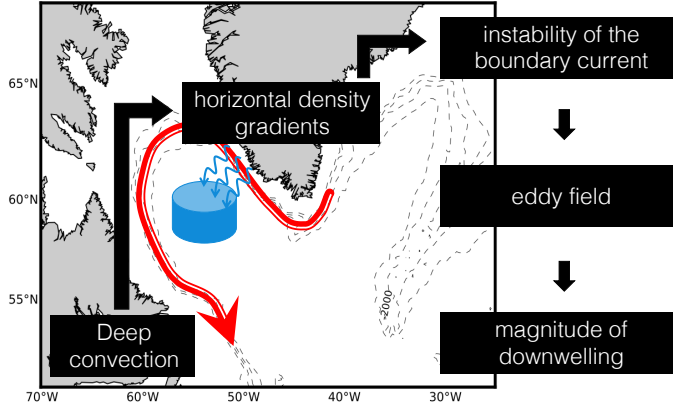 instability of the
boundary current
65°N
horizontal density
gradients
60°N
eddy field
55°N
-2000
Deep
convection
magnitude of
downwelling
70°W
60°W
50°W
40°W
30°W